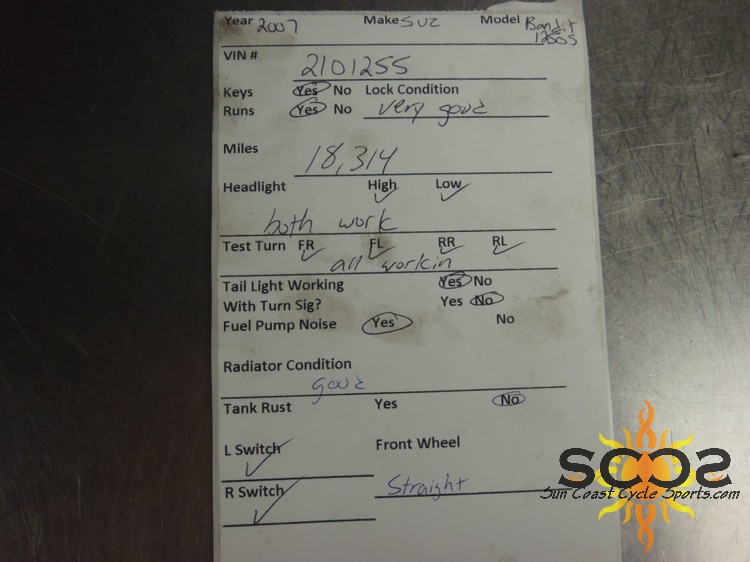 Year 2007 Make Suz Model Bandit
1250S
VIN # 2101255
Keys Yes No Lock Condition
Runs Yes No very good
Miles 18,314
Headlight High Low
both work
Test Turn FR FL RR RL
all workin
Tail Light Working Yes No
With Turn Sig? Yes No
Fuel Pump Noise Yes No
Radiator Condition
good
Tank Rust Yes No
L Switch Front Wheel
R Switch Straight
SCCS
Sun Coast Cycle Sports.com